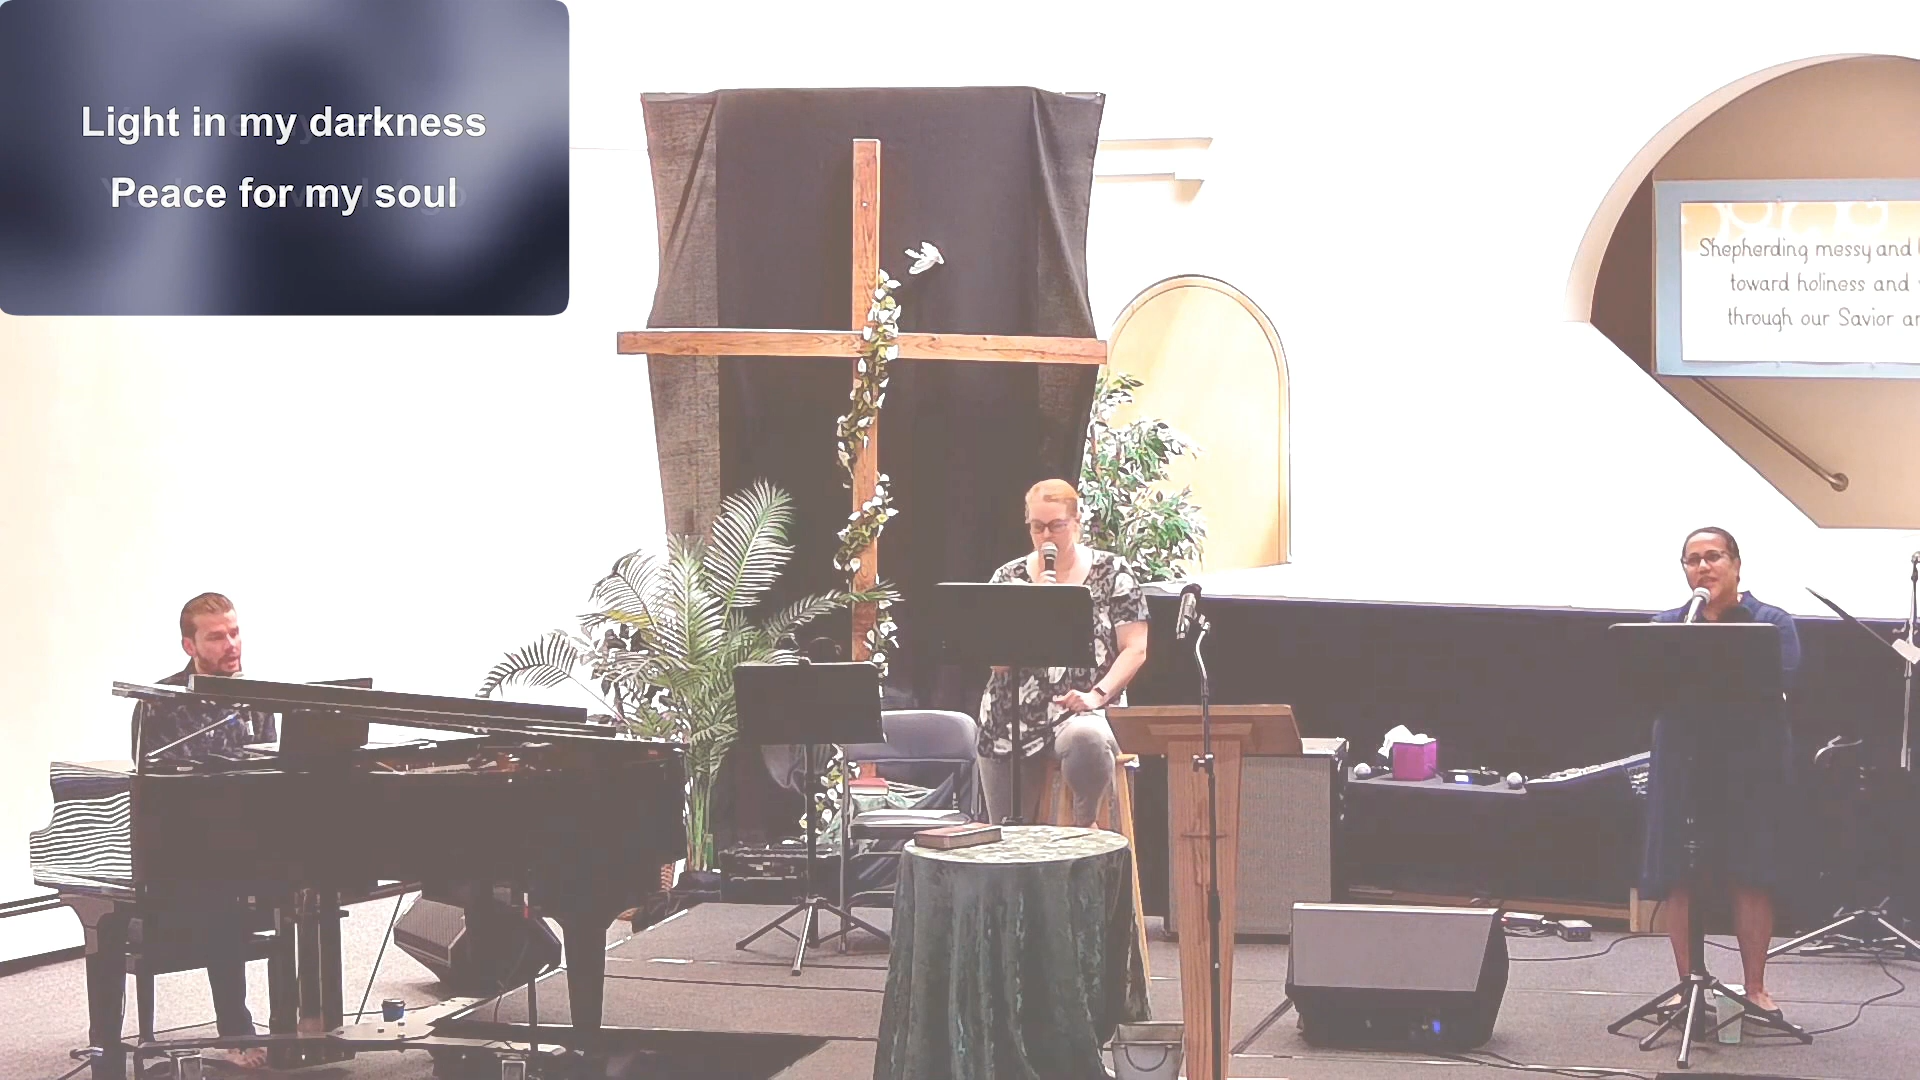 Light in my darkness
Peace for my soul
Shepherding messy and
toward holiness and
through our Savior